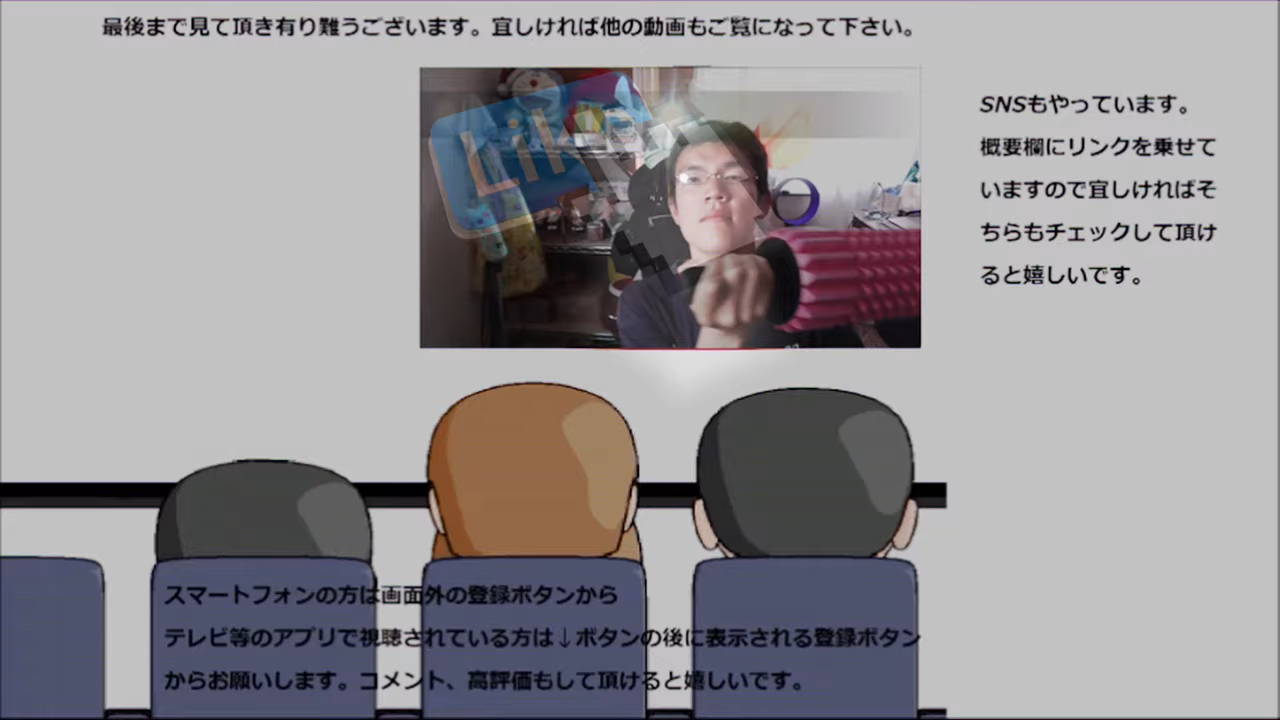 最後まで見て頂き有り難うございます。宜しければ他の動画もご覧になって下さい。
SNSもやっています。
概要欄にリンクを乗せて
いますので宜しければそ
ちらもチェックして頂け
ると嬉しいです。
スマートフォンの方は画面外の登録ボタンから
テレビ等のアプリで視聴されている方は↓ボタンの後に表示される登録ボタン
からお願いします。コメント、高評価もして頂けると嬉しいです。